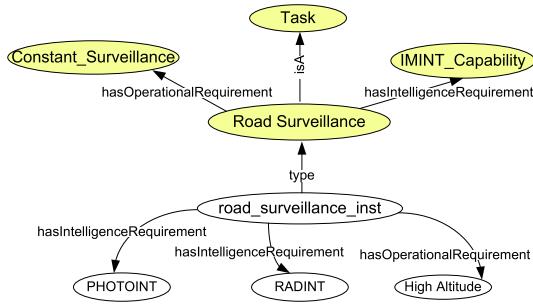 Task
Constant_Surveillance
IMINT_Capability
isA
hasOperationalRequirement
hasIntelligenceRequirement
Road Surveillance
type
road_surveillance_inst
hasIntelligenceRequirement
hasIntelligenceRequirement
hasOperationalRequirement
PHOTOINT
RADINT
High Altitude